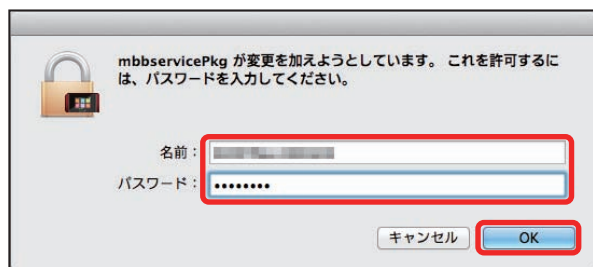 mbbservicePkg が変更を加えようとしています。 これを許可するに
は、パスワードを入力してください。
名前：
パスワード： ••••••••
キャンセル OK